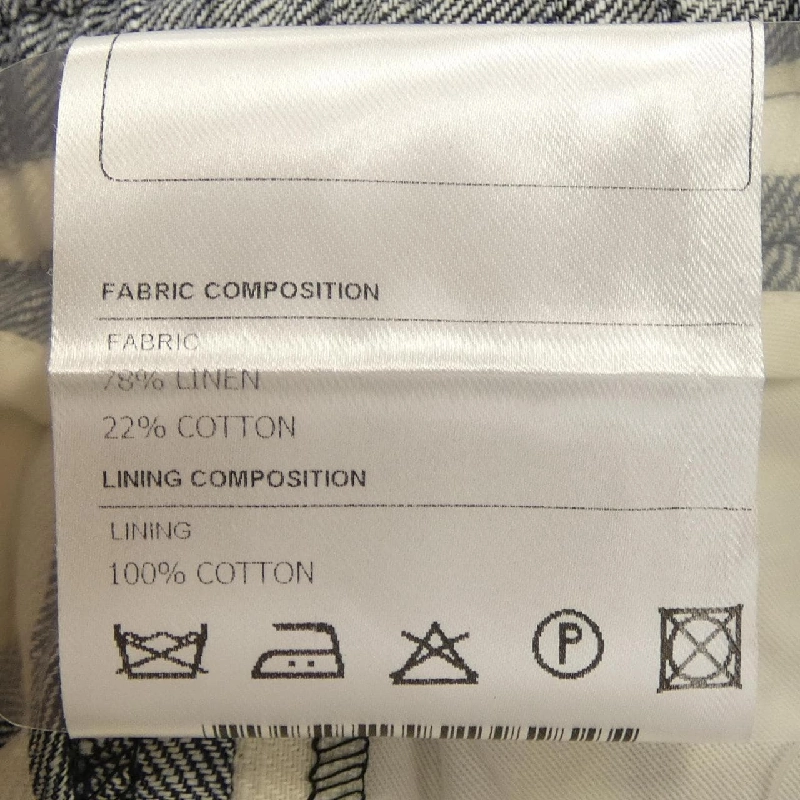 FABRIC COMPOSITION
FABRIC
78% LINEN
22% COTTON
LINING COMPOSITION
LINING
100% COTTON
P